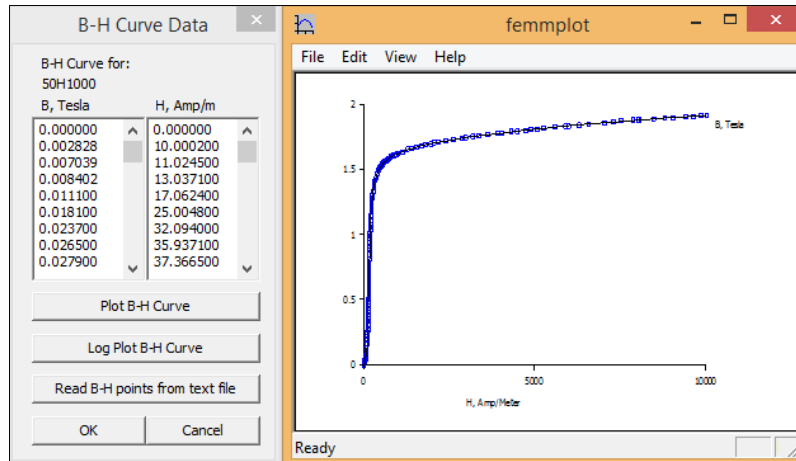 B-H Curve Data
B-H Curve for:
50H1000
B, Tesla H, Amp/m
0.000000 0.000000
0.002828 10.000200
0.007039 11.024500
0.008402 13.037100
0.011100 17.062400
0.018100 25.004800
0.023700 32.094000
0.026500 35.937100
0.027900 37.366500
Plot B-H Curve
Log Plot B-H Curve
Read B-H points from text file
OK Cancel
femmplot
File Edit View Help
2
B, Tesla
1.5
1
0.5
0
0 5000 10000
H, Amp/Meter
Ready